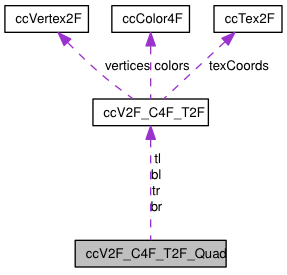 ccVertex2F
ccColor4F
ccTex2F
vertices
colors
texCoords
ccV2F_C4F_T2F
tl
bl
tr
br
ccV2F_C4F_T2F_Quad